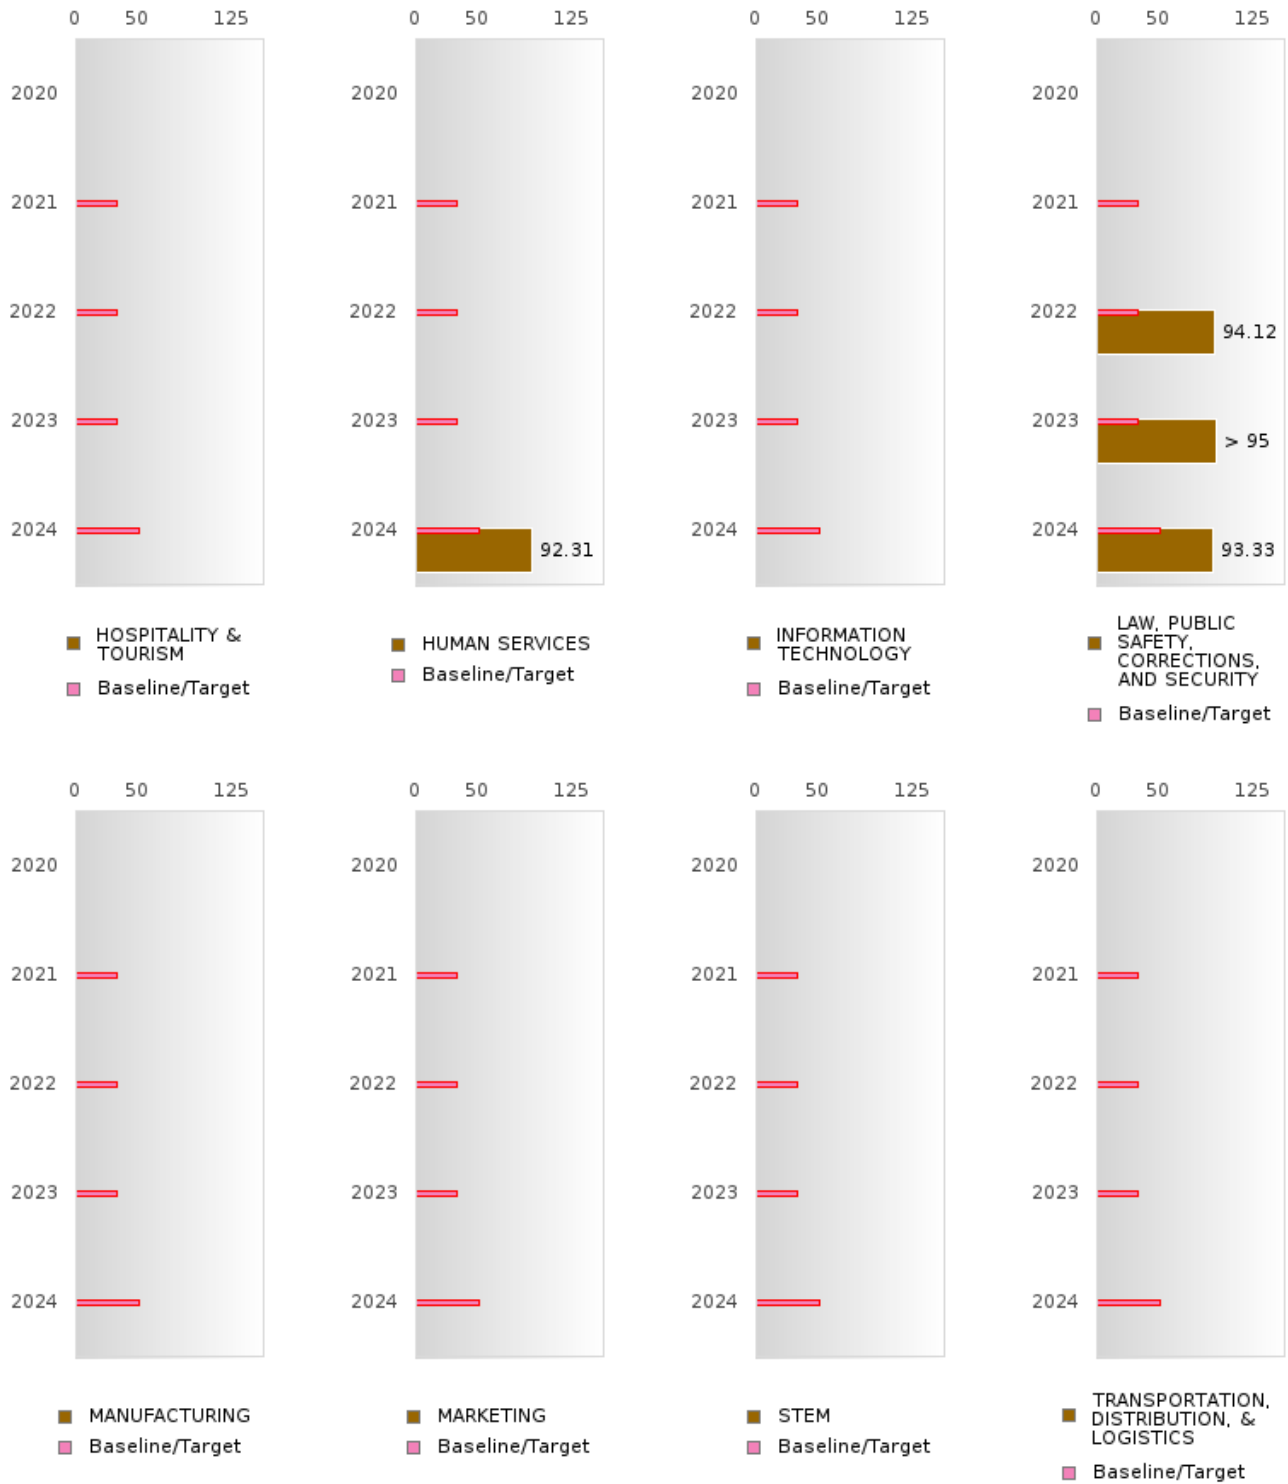 0 50 125 0 50 125 0 50 125 0 50 125
2020 2020 2020 2020
2021 2021 2021 2021
2022 2022 2022 2022
94.12
2023 2023 2023 2023
> 95
2024 2024 2024 2024
92.31 93.33
HOSPITALITY &
TOURISM
Baseline/Target
HUMAN SERVICES
Baseline/Target
INFORMATION
TECHNOLOGY
Baseline/Target
LAW, PUBLIC
SAFETY,
CORRECTIONS,
AND SECURITY
Baseline/Target
0 50 125 0 50 125 0 50 125 0 50 125
2020 2020 2020 2020
2021 2021 2021 2021
2022 2022 2022 2022
2023 2023 2023 2023
2024 2024 2024 2024
MANUFACTURING
Baseline/Target
MARKETING
Baseline/Target
STEM
Baseline/Target
TRANSPORTATION,
DISTRIBUTION, &
LOGISTICS
Baseline/Target